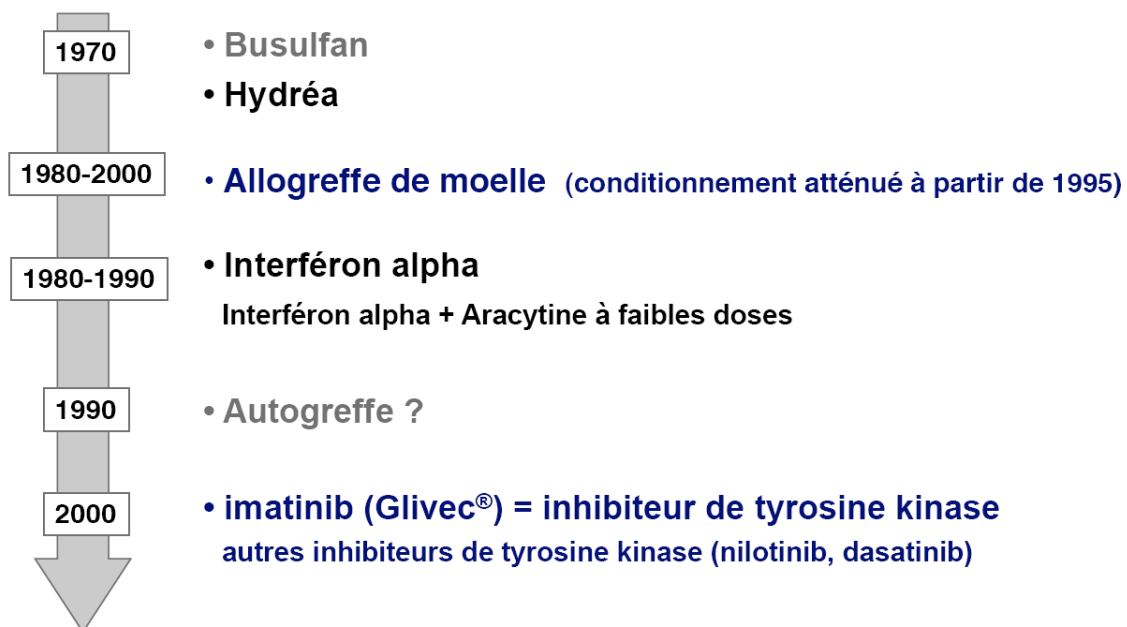 1970
• Busulfan
• Hydréa
1980-2000
• Allogreffe de moelle (conditionnement atténué à partir de 1995)
1980-1990
• Interféron alpha
Interféron alpha + Aracytine à faibles doses
1990
• Autogreffe ?
2000
• imatinib (Glivec®) = inhibiteur de tyrosine kinase
autres inhibiteurs de tyrosine kinase (nilotinib, dasatinib)